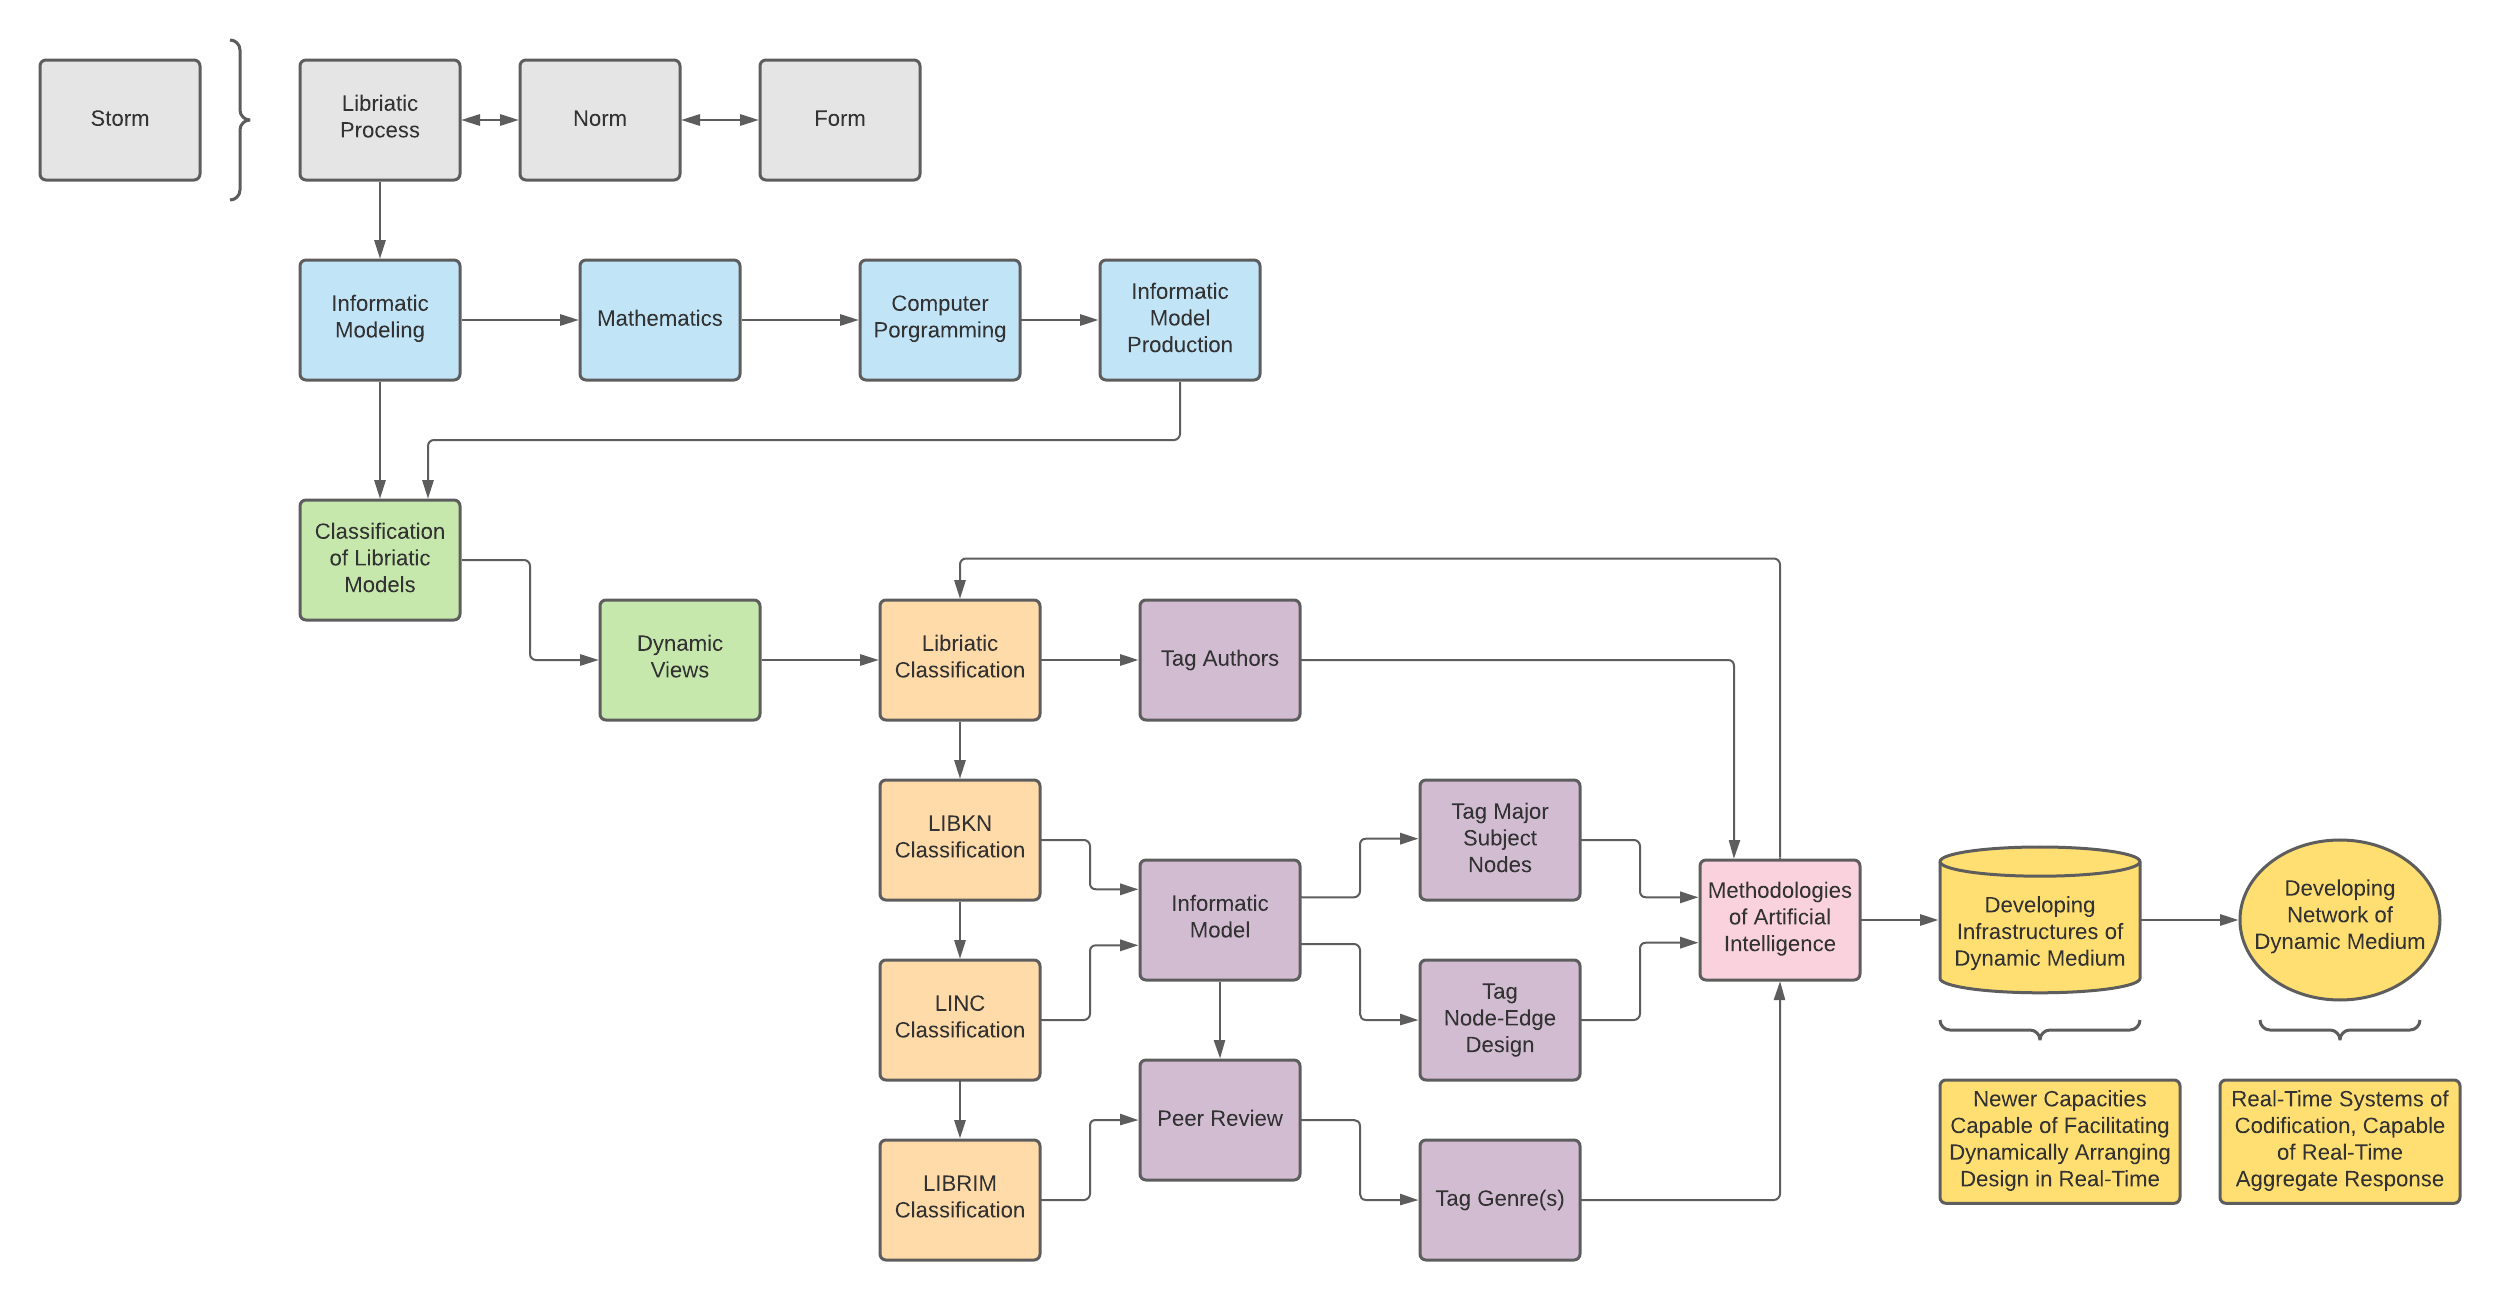 Storm
Libriatic
Process
Norm
Form
Informatic
Modeling
Mathematics
Computer
Porgramming
Informatic
Model
Production
Classification
of Libriatic
Models
Dynamic
Views
Libriatic
Classification
Tag Authors
LIBKN
Classification
Tag Major
Subject
Nodes
Informatic
Model
Methodologies
of Artificial
Intelligence
Developing
Infrastructures of
Dynamic Medium
Developing
Network of
Dynamic Medium
LINC
Classification
Tag
Node-Edge
Design
Peer Review
LIBRIM
Classification
Tag Genre(s)
Newer Capacities
Capable of Facilitating
Dynamically Arranging
Design in Real-Time
Real-Time Systems of
Codification, Capable
of Real-Time
Aggregate Response